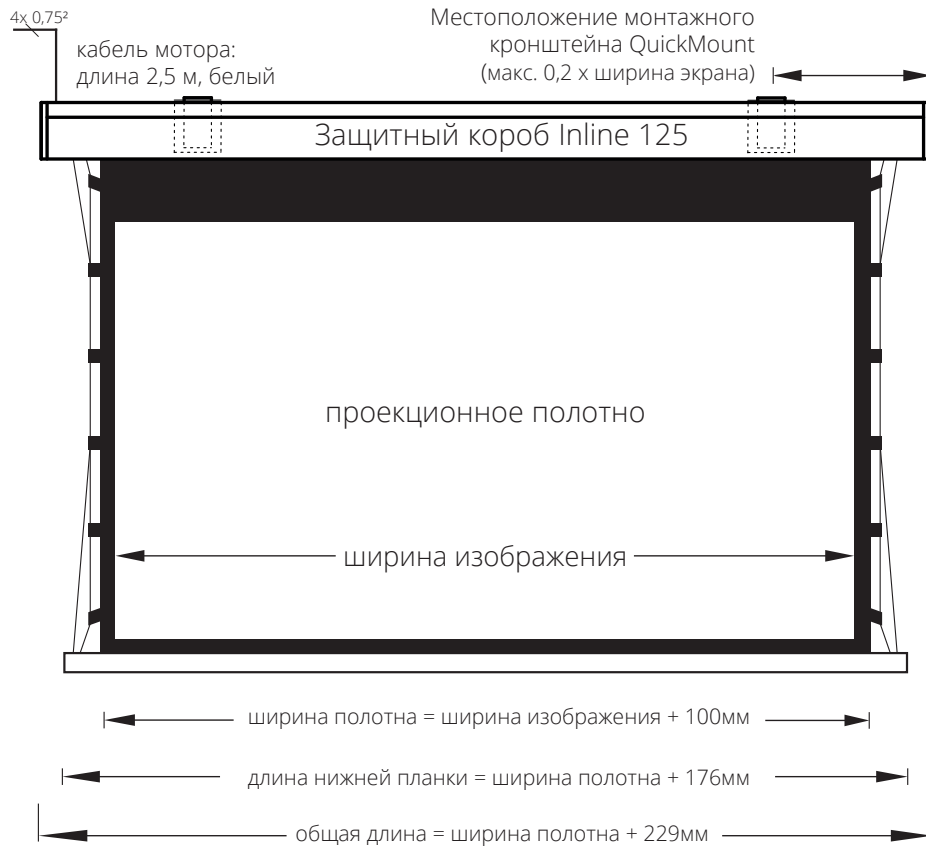 4x 0,75²
кабель мотора:
длина 2,5 м, белый
Местоположение монтажного
кронштейна QuickMount
(макс. 0,2 x ширина экрана)
Защитный короб Inline 125
проекционное полотно
ширина изображения
ширина полотна = ширина изображения + 100мм
длина нижней планки = ширина полотна + 176мм
общая длина = ширина полотна + 229мм